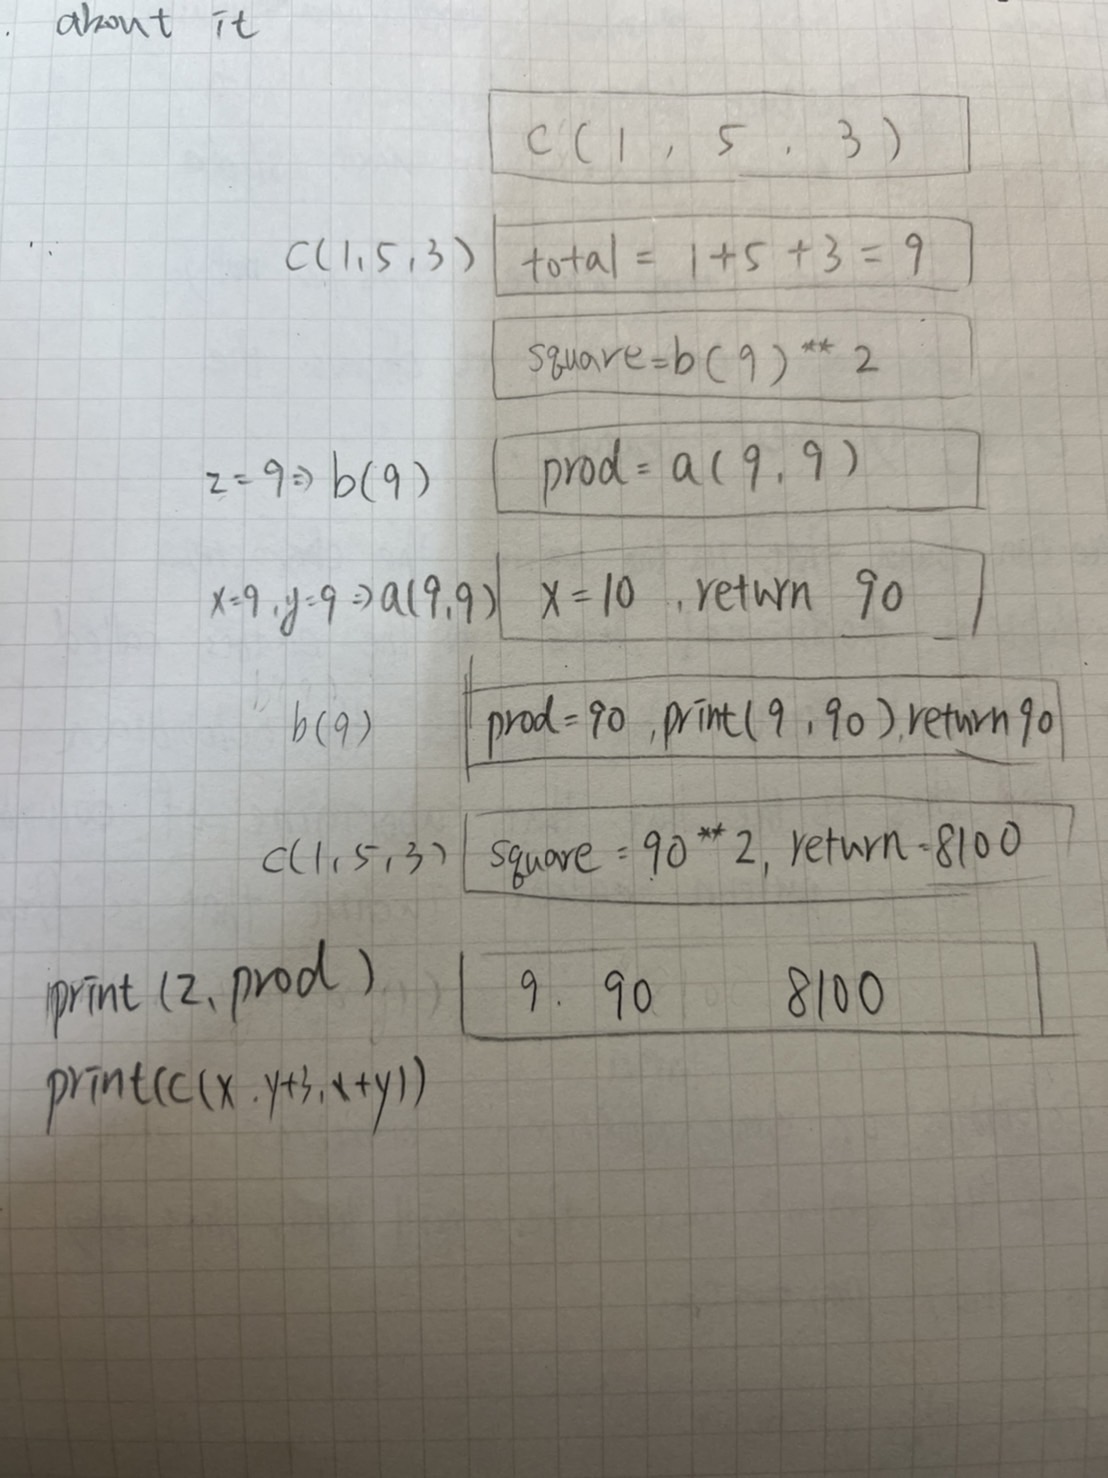 . about it
C(1, 5, 3)
C(1,5,3) total = 1+5+3=9
square=b(9)**2
z=9⇒b(9) prod=a(9,9)
x=9,y=9⇒a(9,9) x=10, return 90
b(9) prod=90, print(9,90), return 90
c(1,5,3) square=90**2, return=8100
print(z, prod) 9. 90 8100
print(c(x.y+3,x+y))